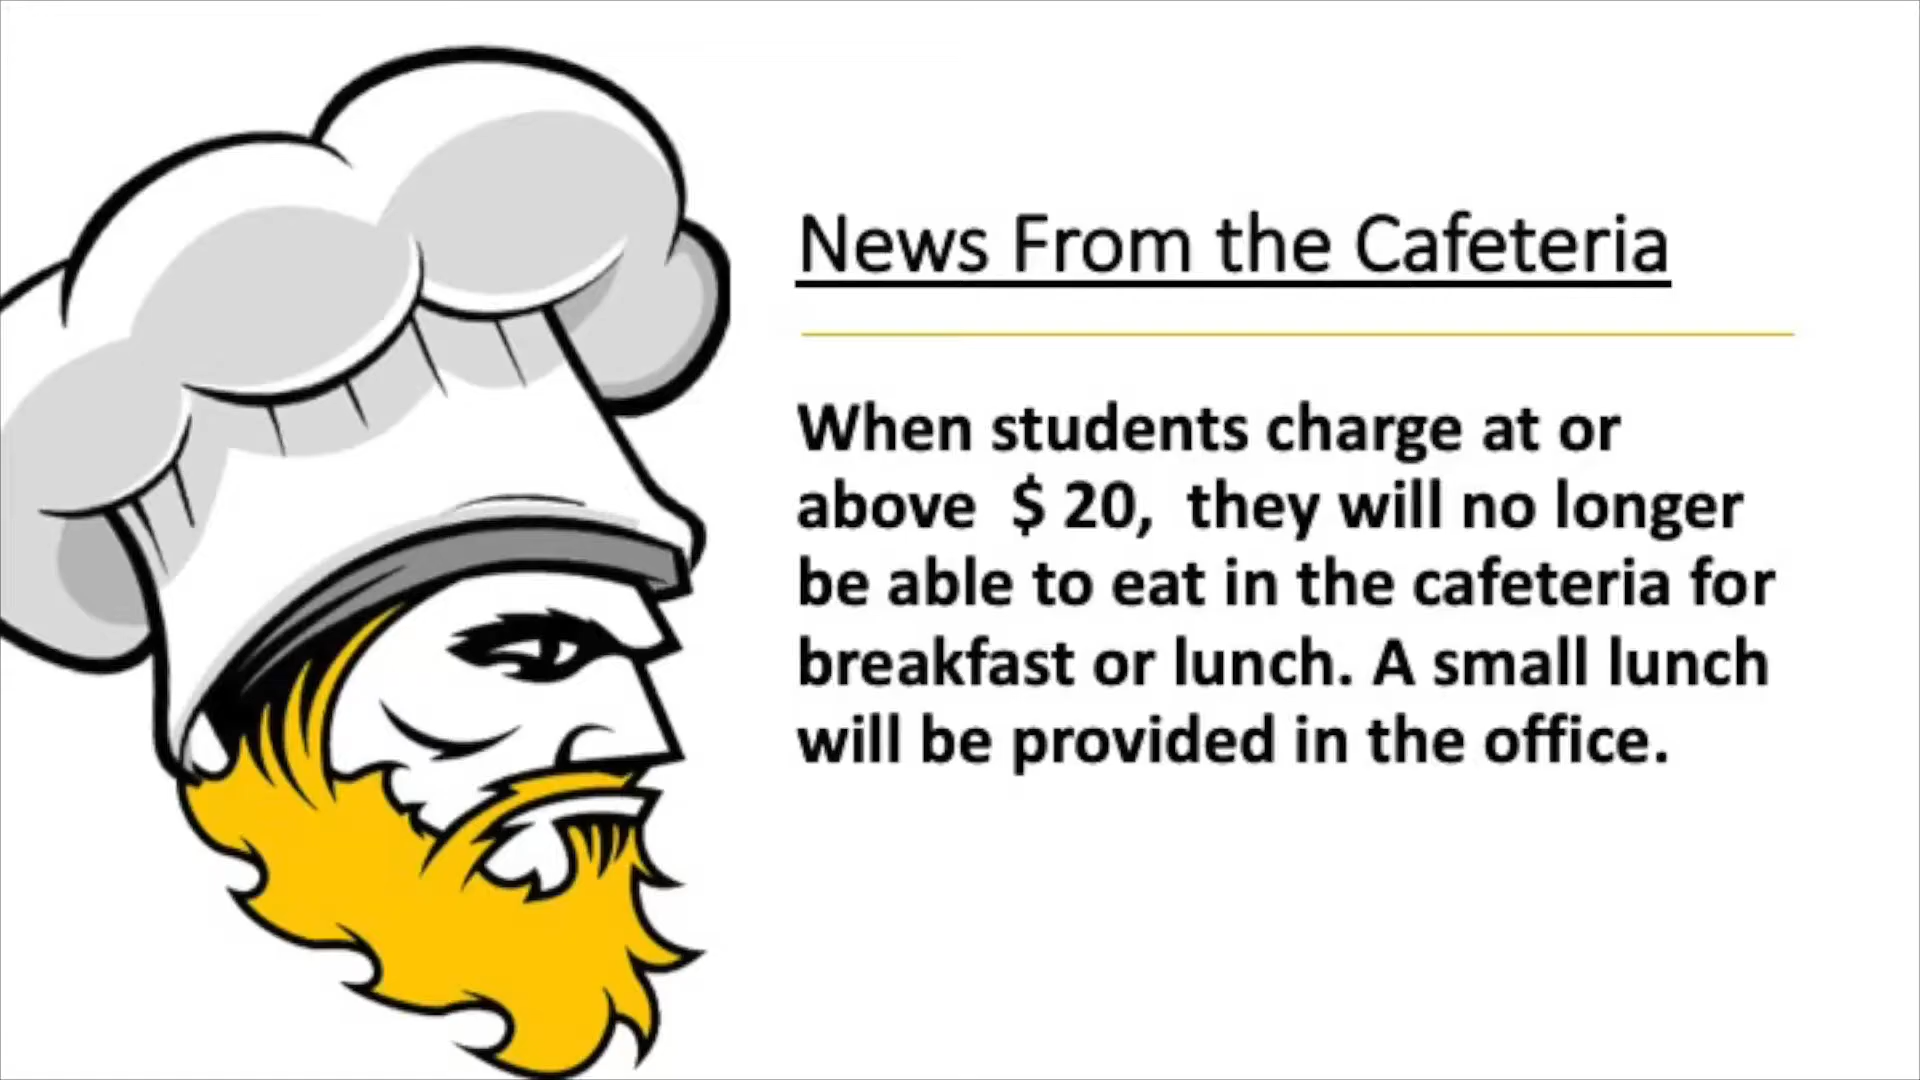 News From the Cafeteria
When students charge at or
above $ 20, they will no longer
be able to eat in the cafeteria for
breakfast or lunch. A small lunch
will be provided in the office.